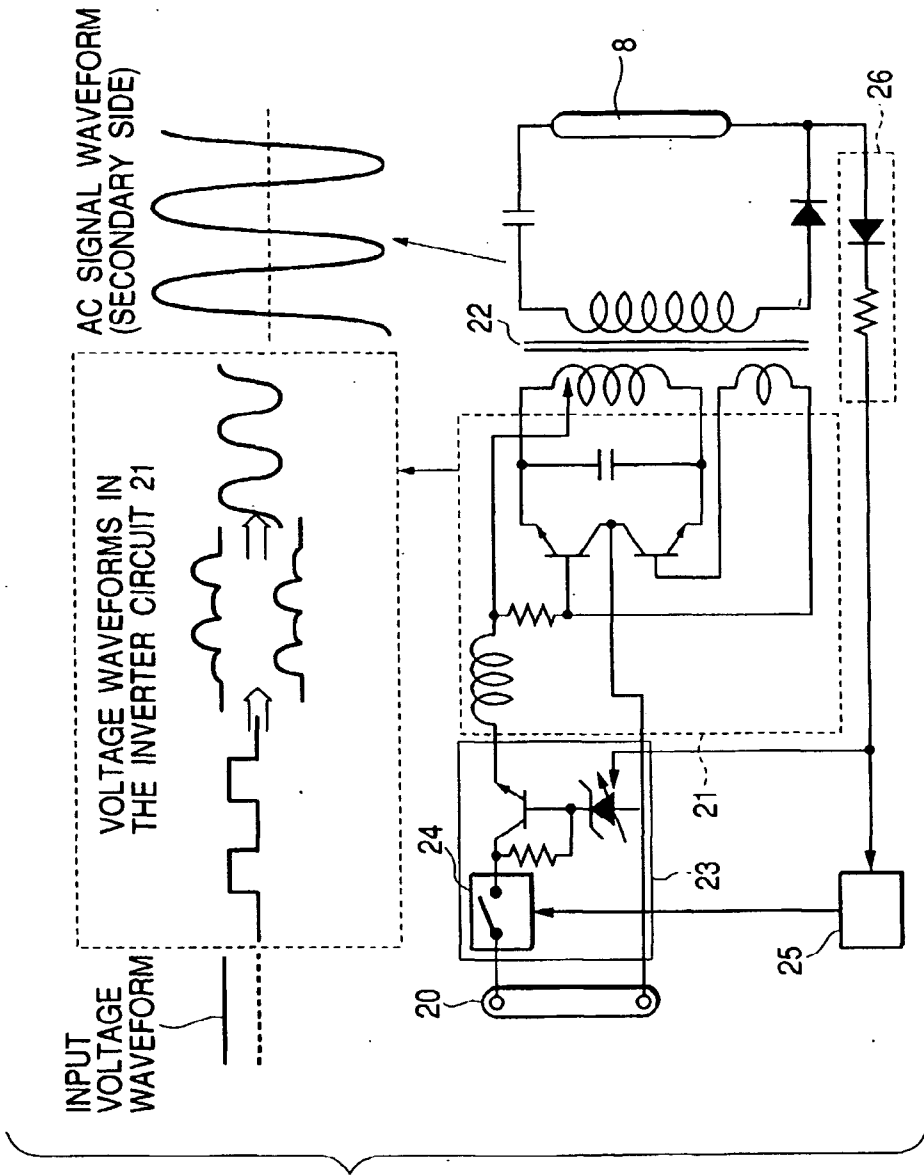 INPUT
VOLTAGE
WAVEFORM
VOLTAGE WAVEFORMS IN
THE INVERTER CIRCUIT 21
AC SIGNAL WAVEFORM
(SECONDARY SIDE)
20
24
23
25
21
22
8
26